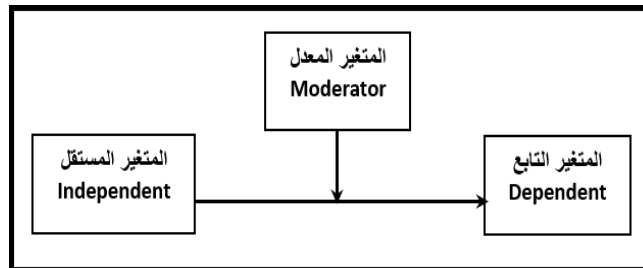 المتغير المعدل
Moderator
المتغير المستقل
Independent
المتغير التابع
Dependent